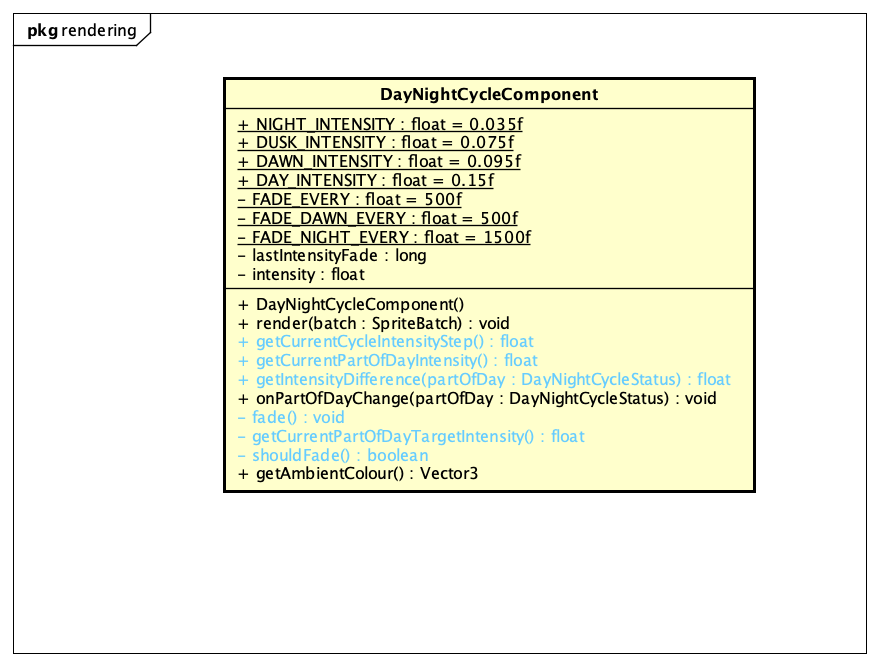 pkg rendering
DayNightCycleComponent
+ NIGHT_INTENSITY : float = 0.035f
+ DUSK_INTENSITY : float = 0.075f
+ DAWN_INTENSITY : float = 0.095f
+ DAY_INTENSITY : float = 0.15f
- FADE_EVERY : float = 500f
- FADE_DAWN_EVERY : float = 500f
- FADE_NIGHT_EVERY : float = 1500f
- lastIntensityFade : long
- intensity : float
+ DayNightCycleComponent()
+ render(batch : SpriteBatch) : void
+ getCurrentCycleIntensityStep() : float
+ getCurrentPartOfDayIntensity() : float
+ getIntensityDifference(partOfDay : DayNightCycleStatus) : float
+ onPartOfDayChange(partOfDay : DayNightCycleStatus) : void
- fade() : void
- getCurrentPartOfDayTargetIntensity() : float
- shouldFade() : boolean
+ getAmbientColour() : Vector3